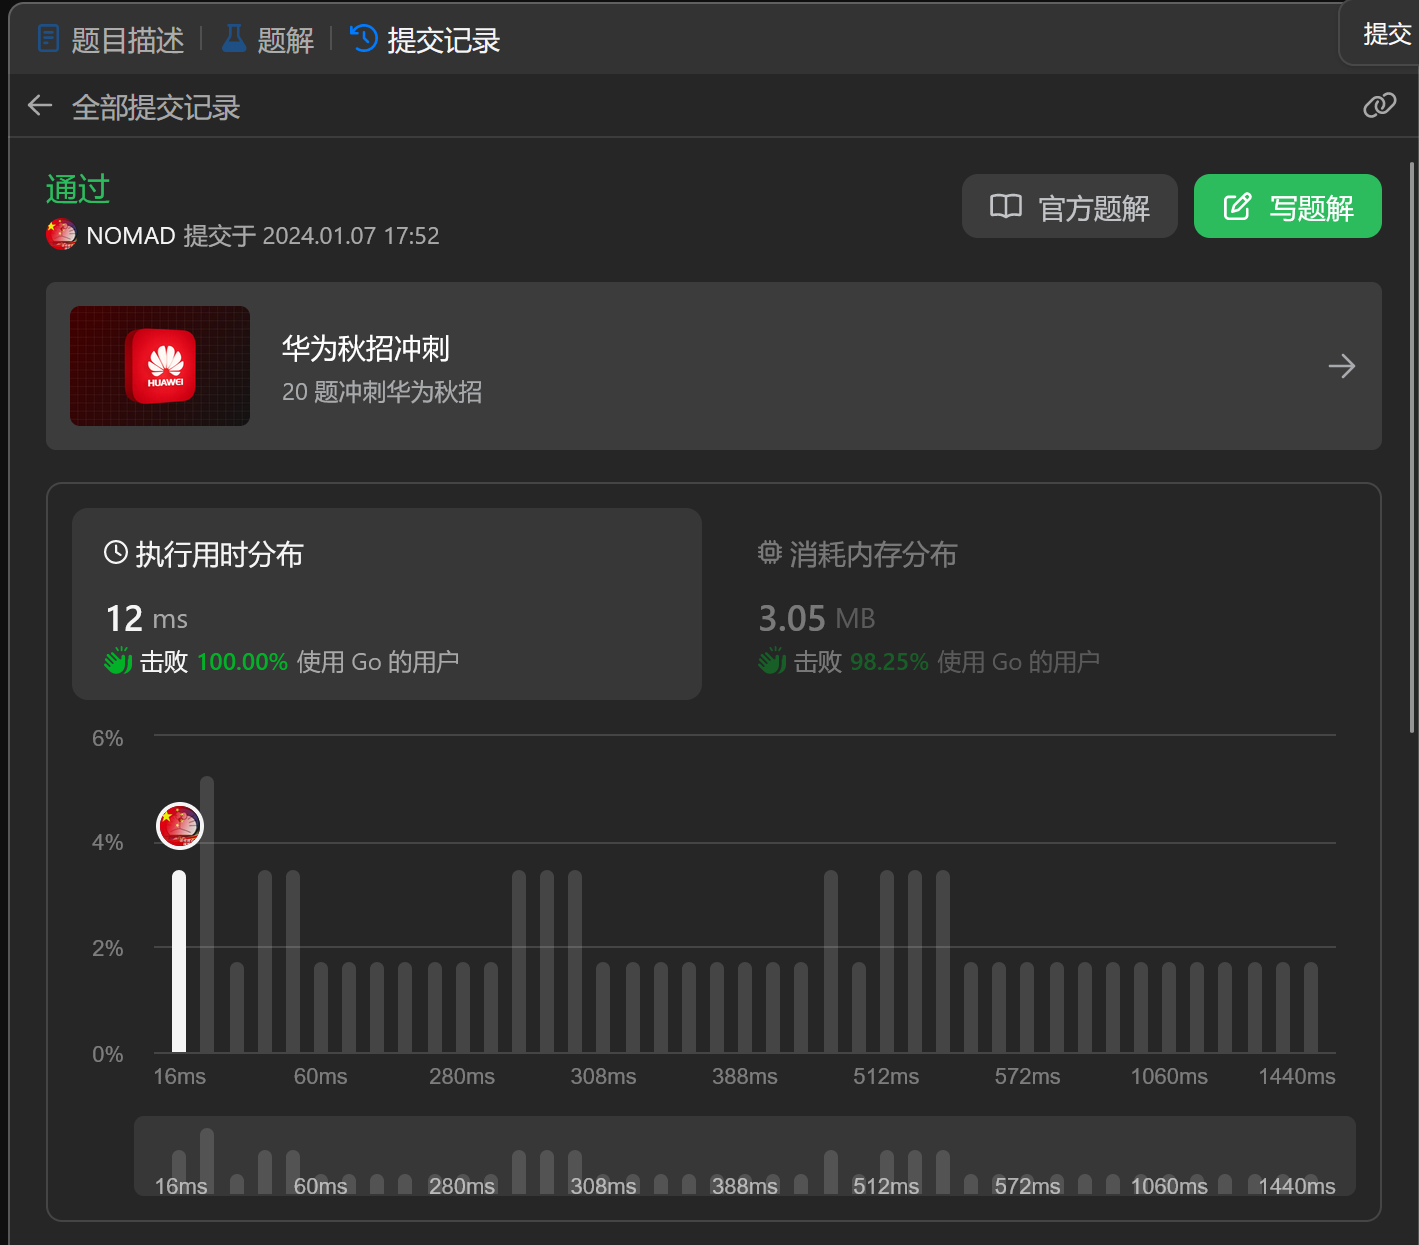 题目描述 题解 提交记录
提交
全部提交记录
通过
NOMAD 提交于 2024.01.07 17:52
官方题解
写题解
HUAWEI
华为秋招冲刺
20 题冲刺华为秋招
执行用时分布
12 ms
击败 100.00% 使用 Go 的用户
消耗内存分布
3.05 MB
击败 98.25% 使用 Go 的用户
6%
4%
2%
0%
16ms 60ms 280ms 308ms 388ms 512ms 572ms 1060ms 1440ms
16ms 60ms 280ms 308ms 388ms 512ms 572ms 1060ms 1440ms